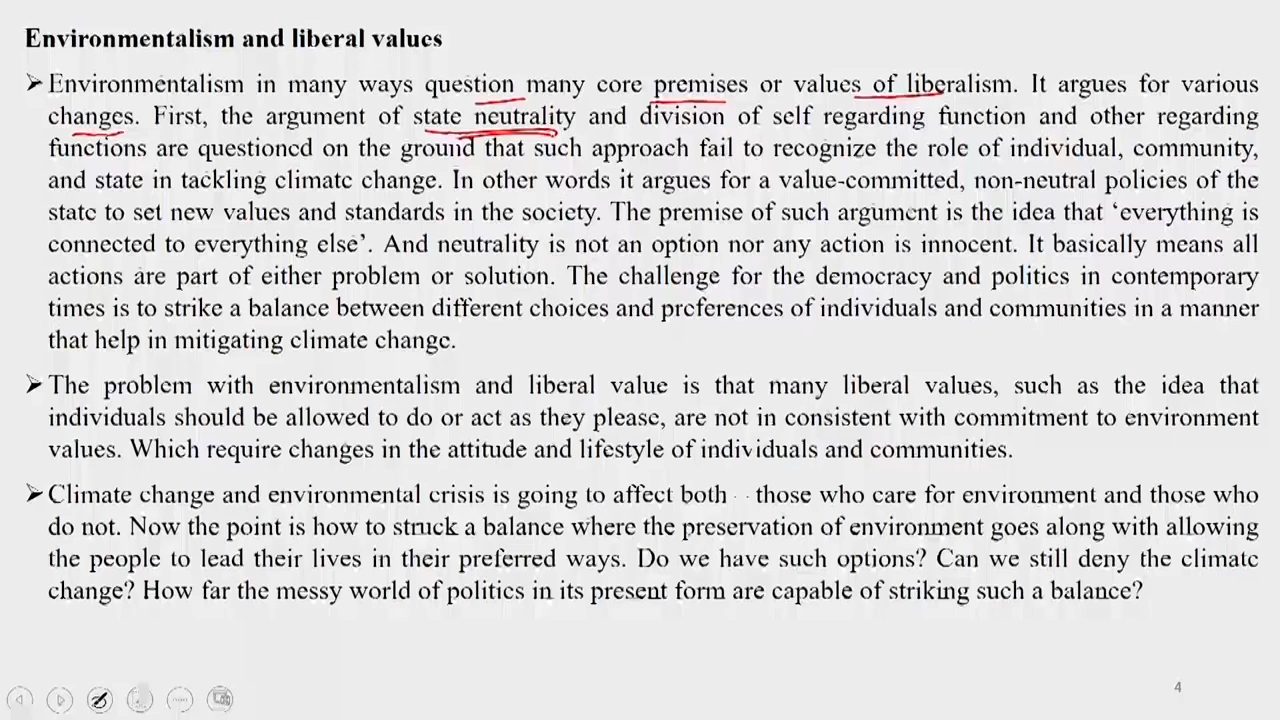 Environmentalism and liberal values
➢ Environmentalism in many ways question many core premises or values of liberalism. It argues for various
changes. First, the argument of state neutrality and division of self regarding function and other regarding
functions are questioned on the ground that such approach fail to recognize the role of individual, community,
and state in tackling climate change. In other words it argues for a value-committed, non-neutral policies of the
state to set new values and standards in the society. The premise of such argument is the idea that ‘everything is
connected to everything else’. And neutrality is not an option nor any action is innocent. It basically means all
actions are part of either problem or solution. The challenge for the democracy and politics in contemporary
times is to strike a balance between different choices and preferences of individuals and communities in a manner
that help in mitigating climate change.
➢ The problem with environmentalism and liberal value is that many liberal values, such as the idea that
individuals should be allowed to do or act as they please, are not in consistent with commitment to environment
values. Which require changes in the attitude and lifestyle of individuals and communities.
➢ Climate change and environmental crisis is going to affect both - - those who care for environment and those who
do not. Now the point is how to struck a balance where the preservation of environment goes along with allowing
the people to lead their lives in their preferred ways. Do we have such options? Can we still deny the climate
change? How far the messy world of politics in its present form are capable of striking such a balance?
4